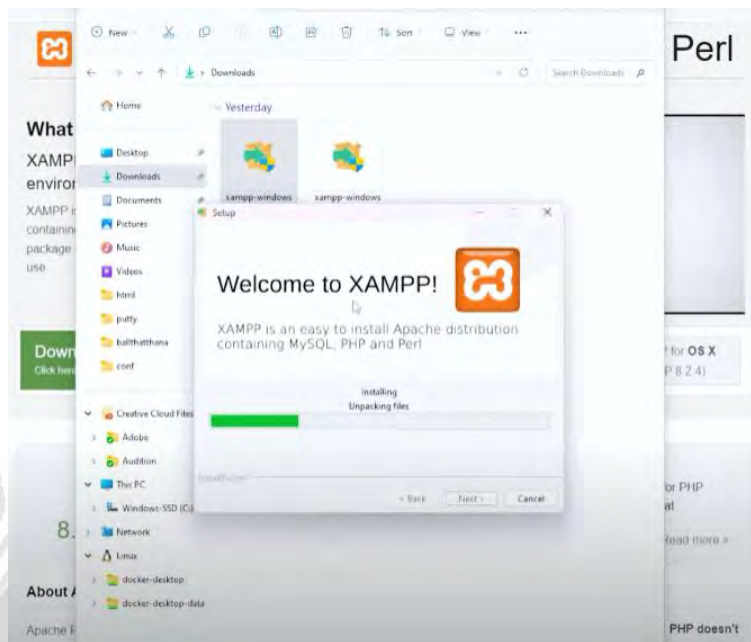 New
Sort
View
Perl
Downloads
Search Downloads
Home
Yesterday
What
Desktop
XAMP
Downloads
enviro
Documents
xampp-windows
xampp-windows
Setup
XAMPP i
Pictures
containin
Music
package
Welcome to XAMPP!
use
Videos
html
XAMPP is an easy to install Apache distribution
containing MySQL, PHP and Perl
putty
Down
for OS X
Click here
P 8.2.4)
conf
Installing
Unpacking files
Creative Cloud Files
Adobe
Audition
This PC
or PHP
< Back
Next >
Cancel
Windows-SSD (C:
8.
Network
Read more »
Linux
docker-desktop
About A
docker-desktop-data
Apache F
PHP doesn't